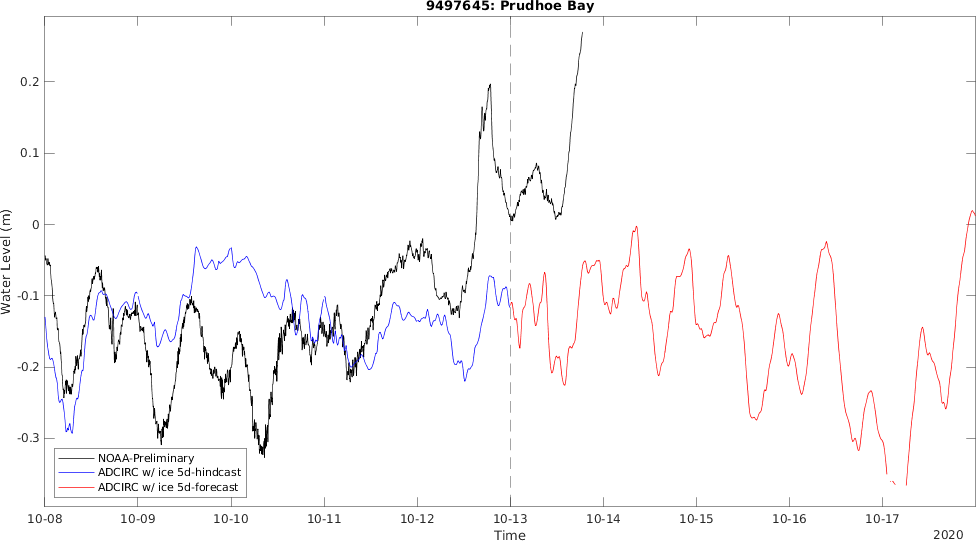 9497645: Prudhoe Bay
Water Level (m)
0.2
0.1
0
-0.1
-0.2
-0.3
NOAA-Preliminary
ADCIRC w/ ice 5d-hindcast
ADCIRC w/ ice 5d-forecast
10-08 10-09 10-10 10-11 10-12 10-13 10-14 10-15 10-16 10-17
Time
2020